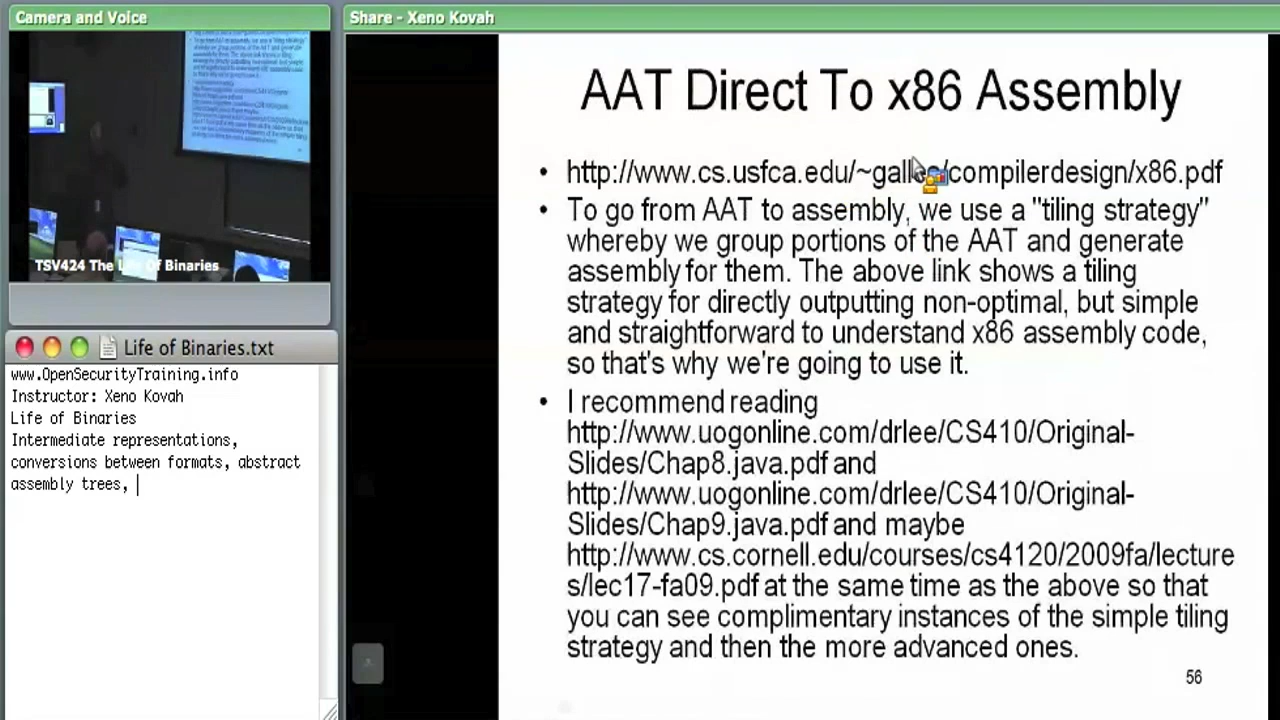 Camera and Voice
TSV424 The Life Of Binaries
Life of Binaries.txt
www.OpenSecurityTraining.info
Instructor: Xeno Kovah
Life of Binaries
Intermediate representations,
conversions between formats, abstract
assembly trees,
Share - Xeno Kovah
AAT Direct To x86 Assembly
• http://www.cs.usfca.edu/~galles/compilerdesign/x86.pdf
• To go from AAT to assembly, we use a "tiling strategy"
whereby we group portions of the AAT and generate
assembly for them. The above link shows a tiling
strategy for directly outputting non-optimal, but simple
and straightforward to understand x86 assembly code,
so that's why we're going to use it.
• I recommend reading
http://www.uogonline.com/drlee/CS410/Original-
Slides/Chap8.java.pdf and
http://www.uogonline.com/drlee/CS410/Original-
Slides/Chap9.java.pdf and maybe
http://www.cs.cornell.edu/courses/cs4120/2009fa/lecture
s/lec17-fa09.pdf at the same time as the above so that
you can see complimentary instances of the simple tiling
strategy and then the more advanced ones.
56